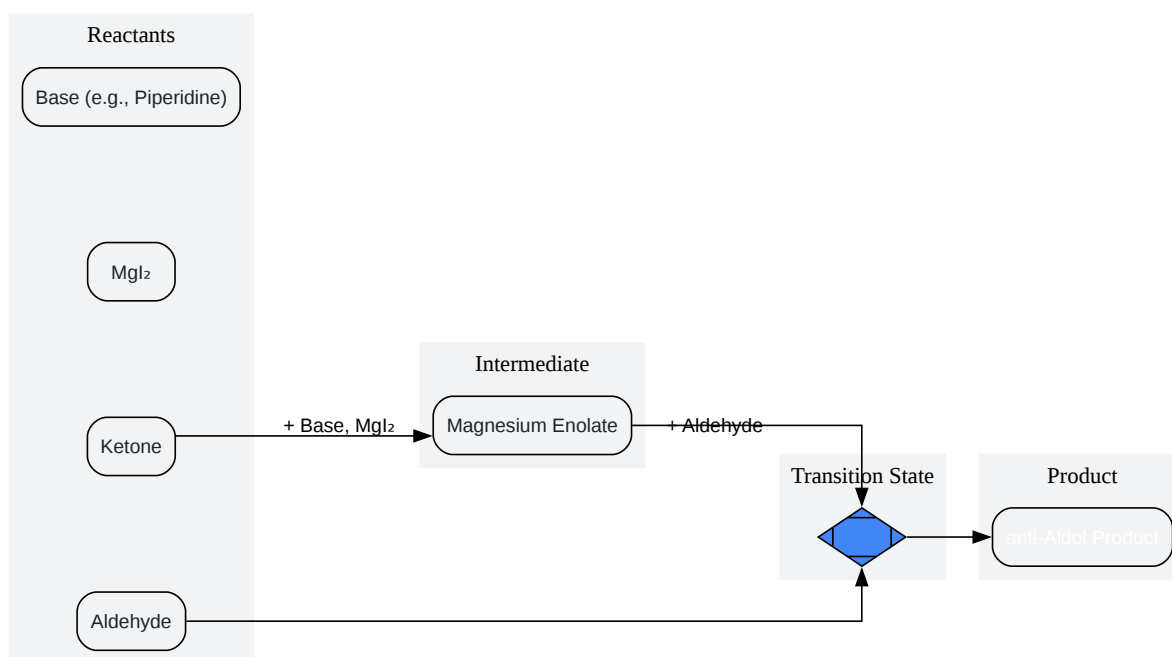 Reactants
Base (e.g., Piperidine)
MgI₂
Ketone
+ Base, MgI₂
Intermediate
Magnesium Enolate
+ Aldehyde
Transition State
Product
anti-Aldol Product
Aldehyde